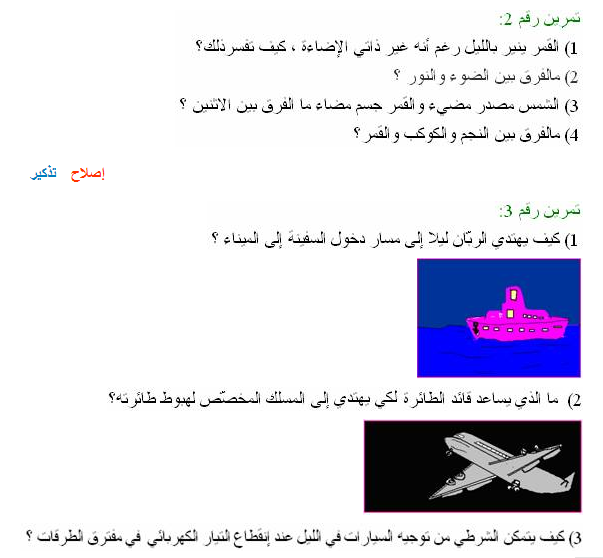 تمرين رقم 2:
1) القمر ينير بالليل رغم أنه غير ذاتي الإضاءة ، كيف تفسرذلك؟
2) مالفرق بين الضوء والنور ؟
3) الشمس مصدر مضيء والقمر جسم مضاء ما الفرق بين الاثنين ؟
4) مالفرق بين النجم والكوكب والقمر؟
إصلاح تذكير
تمرين رقم 3:
1) كيف يهتدي الربّان ليلا إلى مسار دخول السفينة إلى الميناء ؟
2) ما الذي يساعد قائد الطائرة لكي يهتدي إلى المسلك المخصّص لهبوط طائرته؟
3) كيف يتمكن الشرطي من توجيه السيارات في الليل عند إنقطاع التيار الكهربائي في مفترق الطرقات ؟